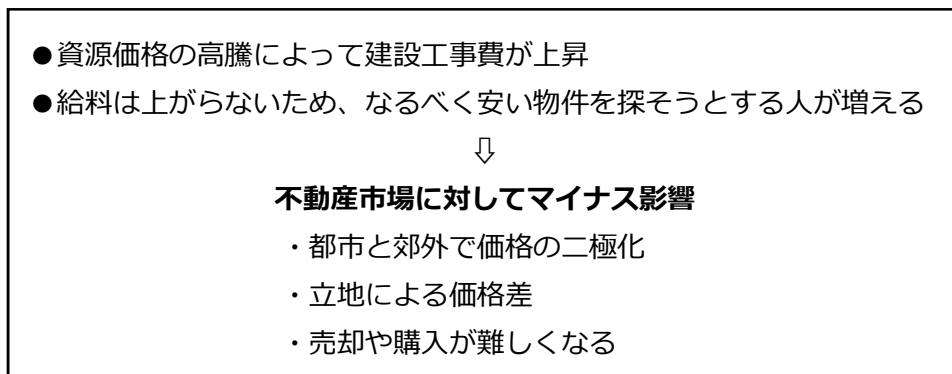 ●資源価格の高騰によって建設工事費が上昇
●給料は上がらないため、なるべく安い物件を探そうとする人が増える
⇩
不動産市場に対してマイナス影響
・都市と郊外で価格の二極化
・立地による価格差
・売却や購入が難しくなる